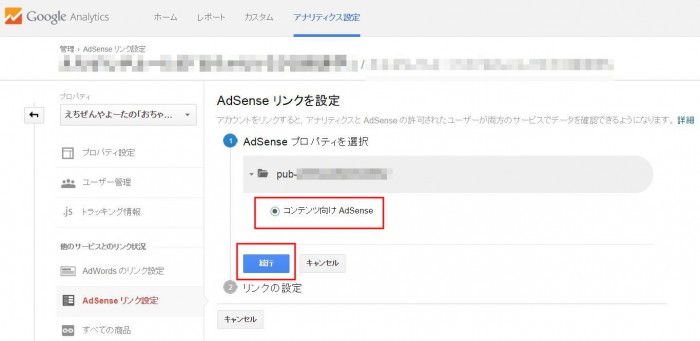 Google Analytics
ホーム
レポート
カスタム
アナリティクス設定
管理 › AdSense リンク設定
/
プロパティ
えちぜんやよーたの「おちゃ...
プロパティ設定
ユーザー管理
.js トラッキング情報
他のサービスとのリンク状況
AdWords のリンク設定
AdSense リンク設定
すべての商品
AdSense リンクを設定
アカウントをリンクすると、アナリティクスと AdSense の許可されたユーザーが両方のサービスでデータを確認できるようになります。詳細
1 AdSense プロパティを選択
pub-
コンテンツ向け AdSense
続行
キャンセル
2 リンクの設定
キャンセル